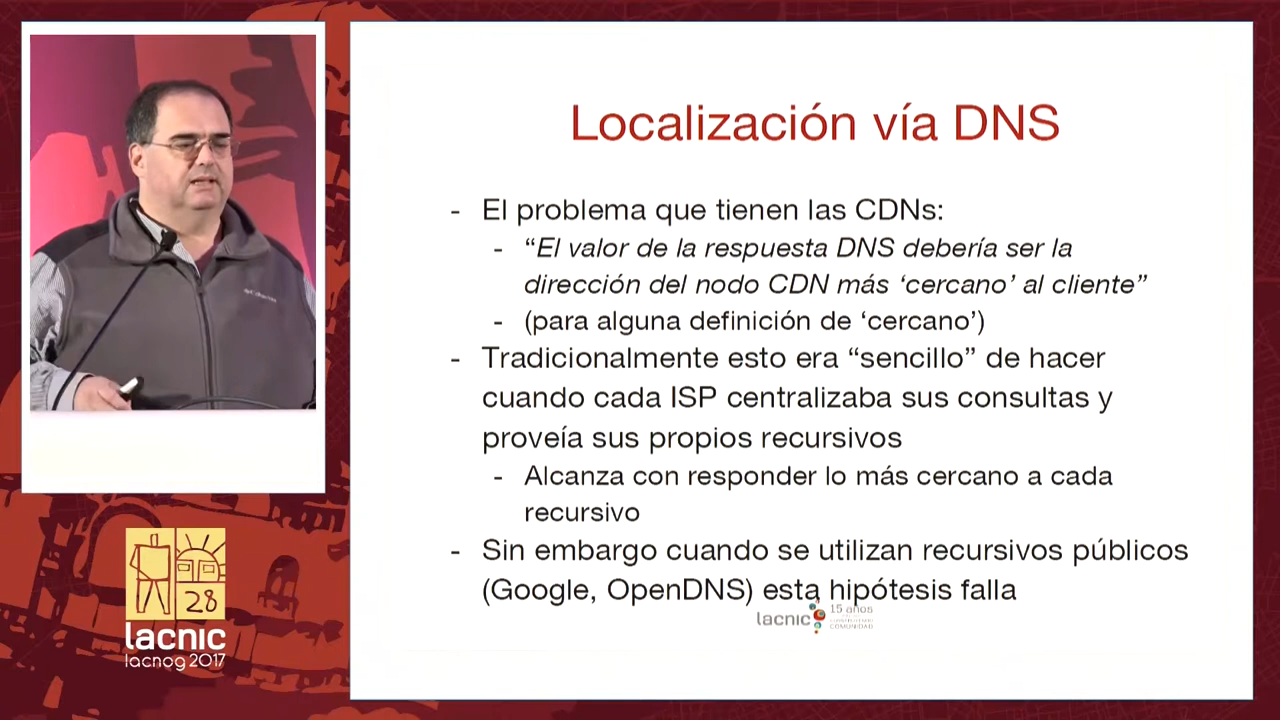 Localización vía DNS
- El problema que tienen las CDNs:
- “El valor de la respuesta DNS debería ser la
dirección del nodo CDN más ‘cercano’ al cliente”
- (para alguna definición de ‘cercano’)
- Tradicionalmente esto era “sencillo” de hacer
cuando cada ISP centralizaba sus consultas y
proveía sus propios recursivos
- Alcanza con responder lo más cercano a cada
recursivo
- Sin embargo cuando se utilizan recursivos públicos
(Google, OpenDNS) esta hipótesis falla
lacnic
15 años
CONSTRUYENDO
COMUNIDAD
28
lacnic
lacnog 2017
Columbia